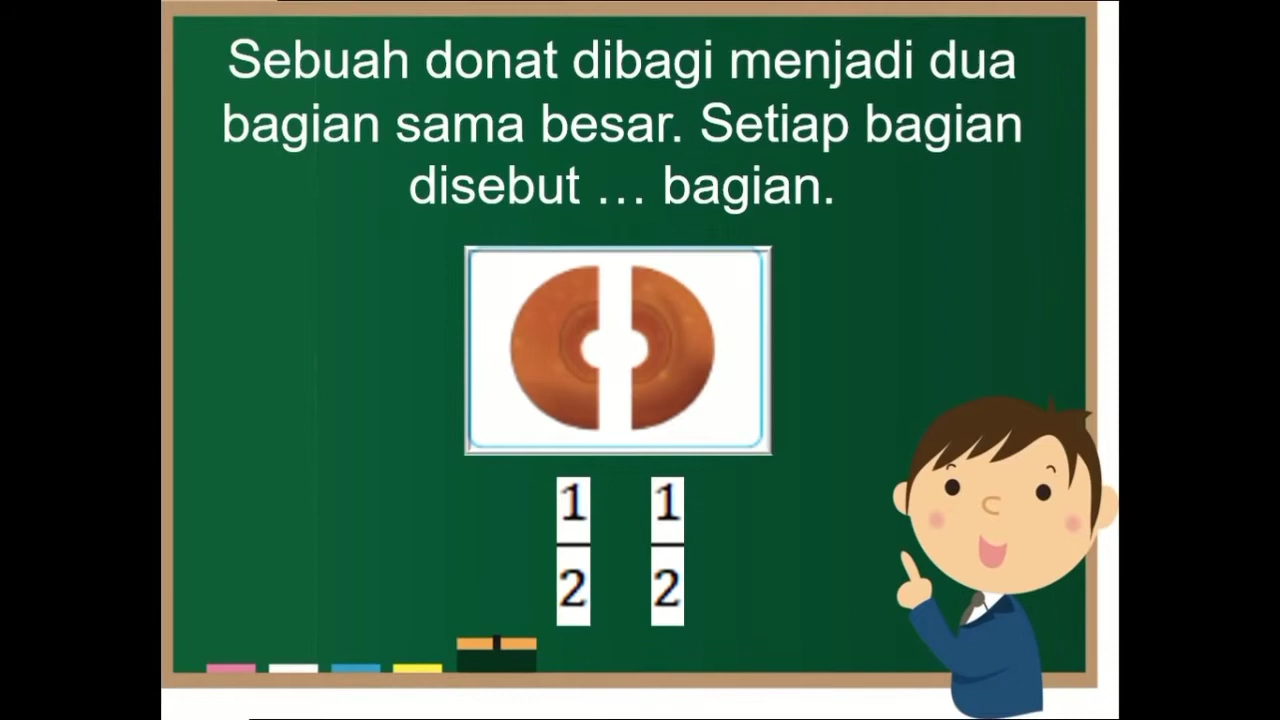 Sebuah donat dibagi menjadi dua
bagian sama besar. Setiap bagian
disebut … bagian.
1 1
2 2